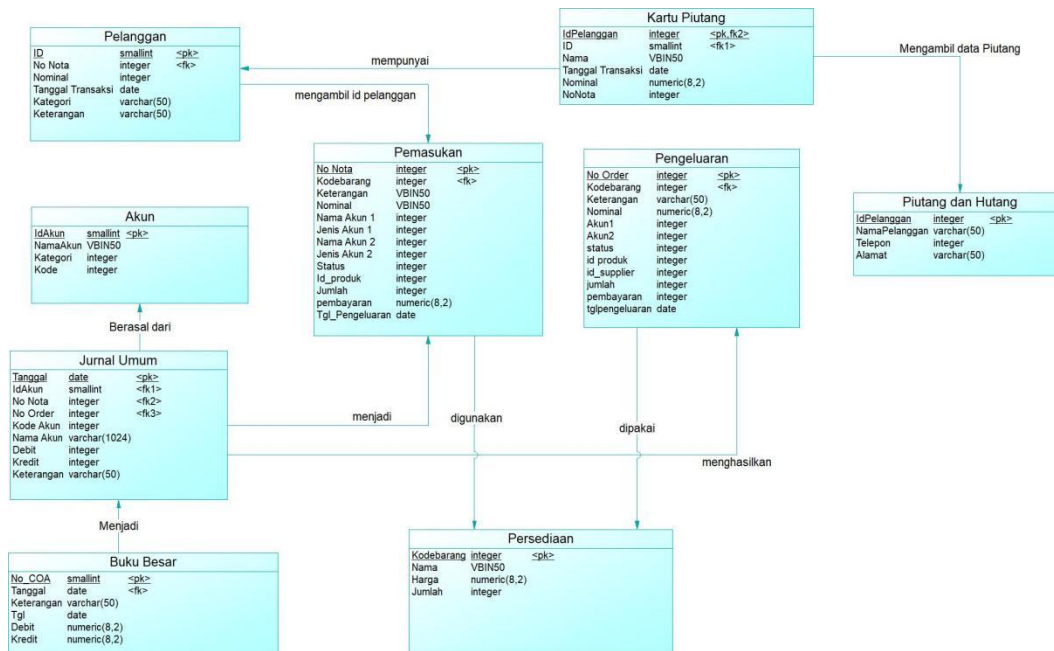 Pelanggan
ID smallint <pk>
No Nota integer <fk>
Nominal integer
Tanggal Transaksi date
Kategori varchar(50)
Keterangan varchar(50)
mempunyai
mengambil id pelanggan
Kartu Piutang
IdPelanggan integer <pk,fk2>
ID smallint <fk1>
Nama VBIN50
Tanggal Transaksi date
Nominal numeric(8,2)
NoNota integer
Mengambil data Piutang
Pemasukan
No Nota integer <pk>
Kodebarang integer <fk>
Keterangan VBIN50
Nominal VBIN50
Nama Akun 1 integer
Jenis Akun 1 integer
Nama Akun 2 integer
Jenis Akun 2 integer
Status integer
Id_produk integer
Jumlah integer
pembayaran numeric(8,2)
Tgl_Pengeluaran date
Pengeluaran
No Order integer <pk>
Kodebarang integer <fk>
Keterangan varchar(50)
Nominal numeric(8,2)
Akun1 integer
Akun2 integer
status integer
id produk integer
id_supplier integer
jumlah integer
pembayaran integer
tglpengeluaran date
Piutang dan Hutang
IdPelanggan integer <pk>
NamaPelanggan varchar(50)
Telepon integer
Alamat varchar(50)
Akun
IdAkun smallint <pk>
NamaAkun VBIN50
Kategori integer
Kode integer
Berasal dari
Jurnal Umum
Tanggal date <pk>
IdAkun smallint <fk1>
No Nota integer <fk2>
No Order integer <fk3>
Kode Akun integer
Nama Akun varchar(1024)
Debit integer
Kredit integer
Keterangan varchar(50)
menjadi
digunakan
dipakai
menghasilkan
Menjadi
Buku Besar
No_COA smallint <pk>
Tanggal date <fk>
Keterangan varchar(50)
Tgl date
Debit numeric(8,2)
Kredit numeric(8,2)
Persediaan
Kodebarang integer <pk>
Nama VBIN50
Harga numeric(8,2)
Jumlah integer